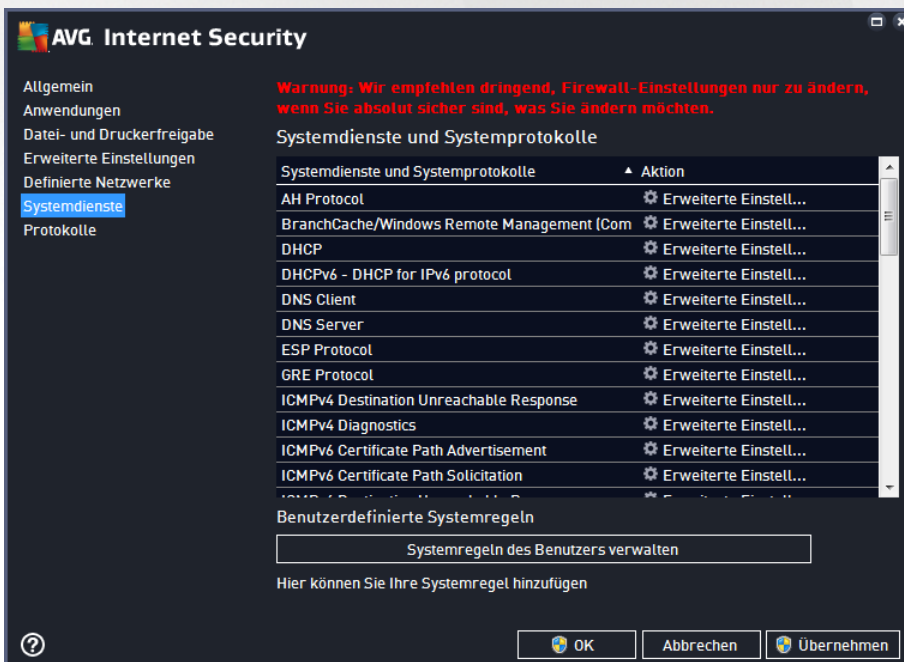 AVG Internet Security
Allgemein
Anwendungen
Datei- und Druckerfreigabe
Erweiterte Einstellungen
Definierte Netzwerke
Systemdienste
Protokolle
Warnung: Wir empfehlen dringend, Firewall-Einstellungen nur zu ändern,
wenn Sie absolut sicher sind, was Sie ändern möchten.
Systemdienste und Systemprotokolle
Systemdienste und Systemprotokolle Aktion
AH Protocol Erweiterte Einstell...
BranchCache/Windows Remote Management (Com Erweiterte Einstell...
DHCP Erweiterte Einstell...
DHCPv6 - DHCP for IPv6 protocol Erweiterte Einstell...
DNS Client Erweiterte Einstell...
DNS Server Erweiterte Einstell...
ESP Protocol Erweiterte Einstell...
GRE Protocol Erweiterte Einstell...
ICMPv4 Destination Unreachable Response Erweiterte Einstell...
ICMPv4 Diagnostics Erweiterte Einstell...
ICMPv6 Certificate Path Advertisement Erweiterte Einstell...
ICMPv6 Certificate Path Solicitation Erweiterte Einstell...
Benutzerdefinierte Systemregeln
Systemregeln des Benutzers verwalten
Hier können Sie Ihre Systemregel hinzufügen
OK Abbrechen Übernehmen